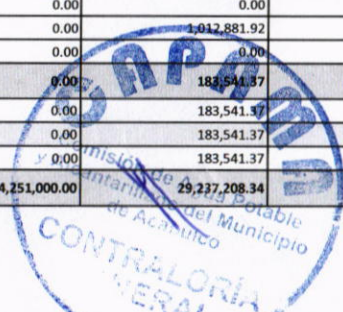 0.00 0.00
0.00 1,012,881.92
0.00 0.00
0.00 183,541.37
0.00 183,541.37
0.00 183,541.37
0.00 183,541.37
4,251,000.00 29,237,208.34
CAPAMA
Comisión de Agua Potable
y Alcantarillado del Municipio
de Acapulco
CONTRALORÍA